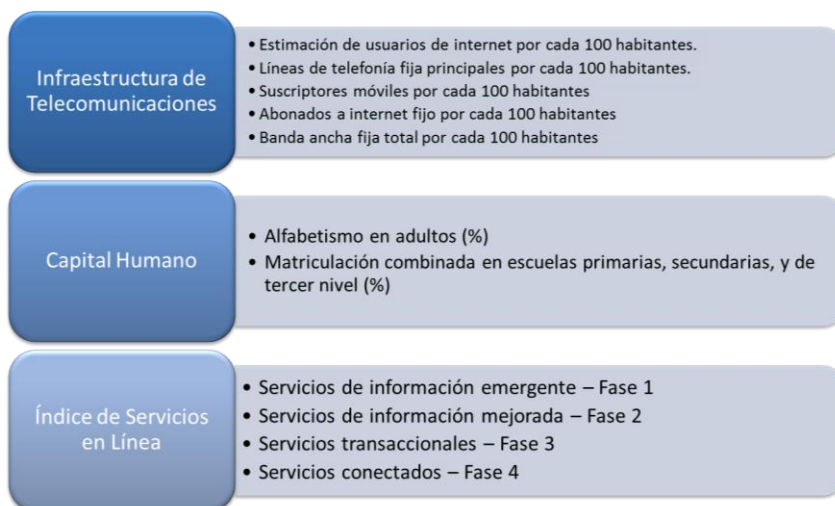 Infraestructura de
Telecomunicaciones
• Estimación de usuarios de internet por cada 100 habitantes.
• Líneas de telefonía fija principales por cada 100 habitantes.
• Suscriptores móviles por cada 100 habitantes
• Abonados a internet fijo por cada 100 habitantes
• Banda ancha fija total por cada 100 habitantes
Capital Humano
• Alfabetismo en adultos (%)
• Matriculación combinada en escuelas primarias, secundarias, y de
tercer nivel (%)
Índice de Servicios
en Línea
• Servicios de información emergente – Fase 1
• Servicios de información mejorada – Fase 2
• Servicios transaccionales – Fase 3
• Servicios conectados – Fase 4